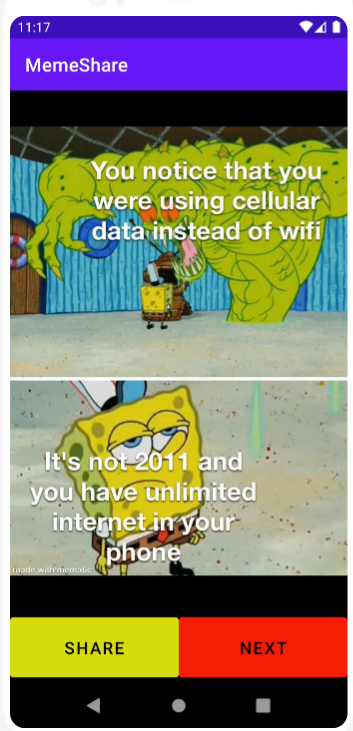 11:17
MemeShare
You notice that you
were using cellular
data instead of wifi
It's not 2011 and
you have unlimited
internet in your
phone
made with mematic
SHARE
NEXT